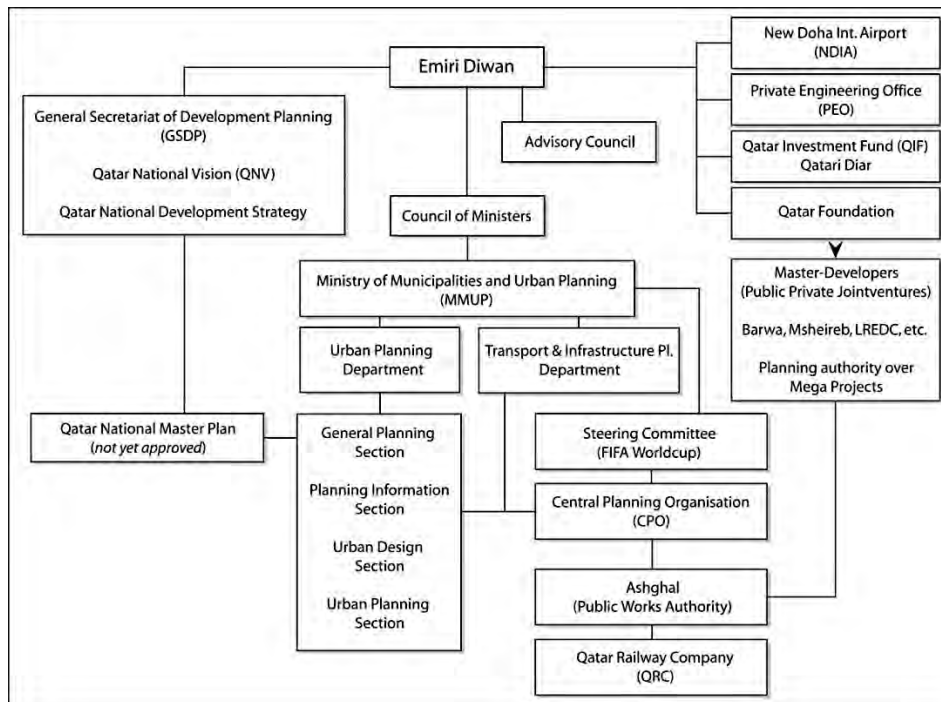 Emiri Diwan
New Doha Int. Airport
(NDIA)
Private Engineering Office
(PEO)
Qatar Investment Fund (QIF)
Qatari Diar
Qatar Foundation
General Secretariat of Development Planning
(GSDP)
Qatar National Vision (QNV)
Qatar National Development Strategy
Advisory Council
Council of Ministers
Ministry of Municipalities and Urban Planning
(MMUP)
Master-Developers
(Public Private Jointventures)
Barwa, Msheireb, LREDC, etc.
Planning authority over
Mega Projects
Urban Planning
Department
Transport & Infrastructure Pl.
Department
Qatar National Master Plan
(not yet approved)
General Planning
Section
Planning Information
Section
Urban Design
Section
Urban Planning
Section
Steering Committee
(FIFA Worldcup)
Central Planning Organisation
(CPO)
Ashghal
(Public Works Authority)
Qatar Railway Company
(QRC)